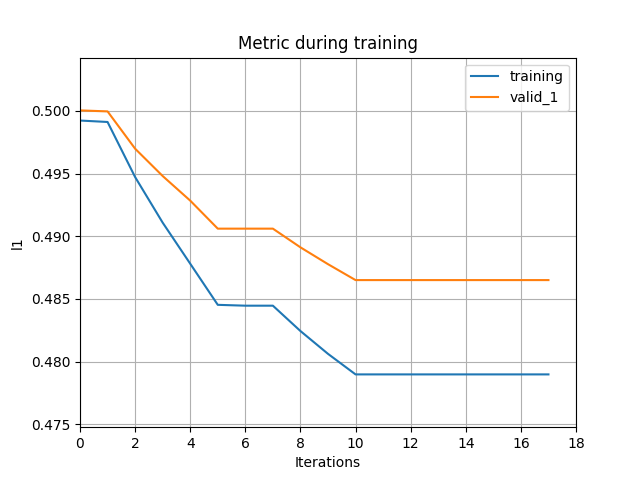 Metric during training
training
valid_1
0.500
0.495
0.490
0.485
0.480
0.475
l1
0 2 4 6 8 10 12 14 16 18
Iterations